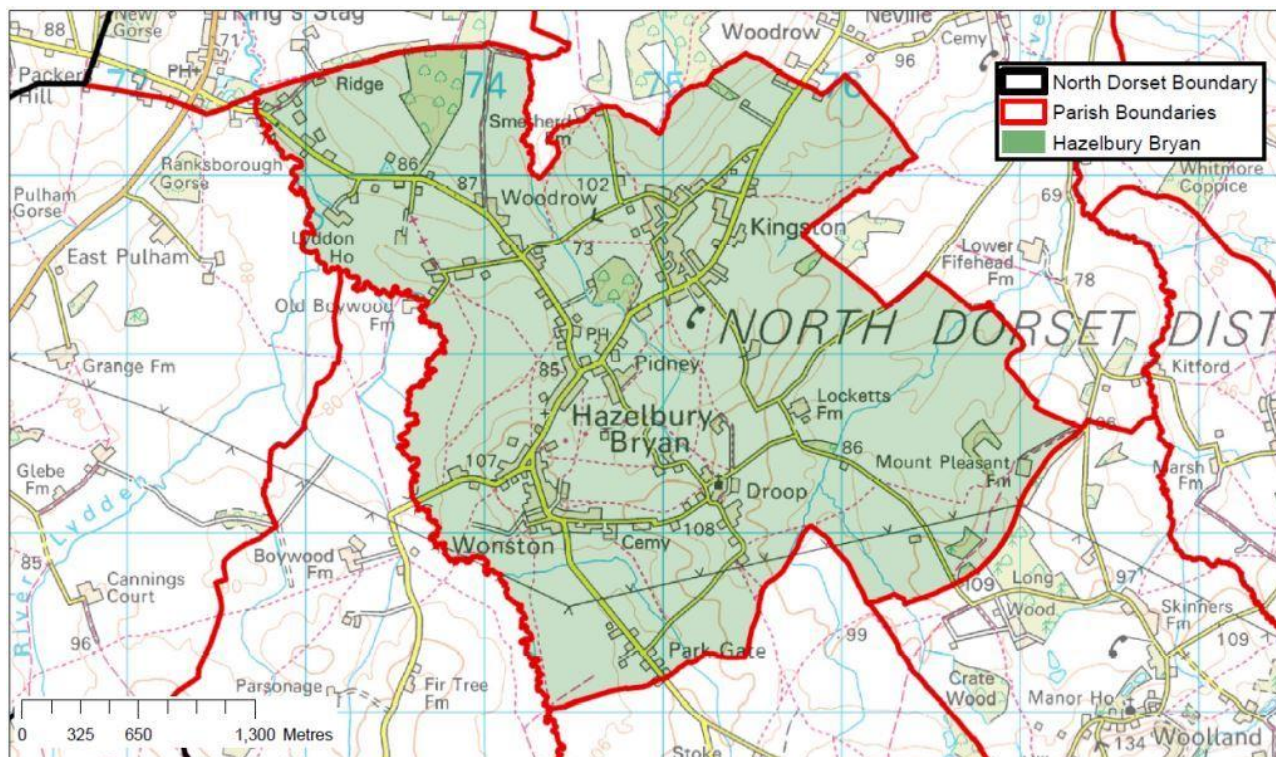 New
Gorse
King's Stag
88
71
Packer
Hill
PH
77
Ridge
74
75
76
Woodrow
Neville
Cemy
96
North Dorset Boundary
Parish Boundaries
Hazelbury Bryan
Smetherd
Fm
Ranksborough
Gorse
86
87
Woodrow
102
Whitmore
Coppice
Pulham
Gorse
69
East Pulham
80
Lyddon
Ho
73
Kingston
Lower
Fifehead
Fm
78
Old Boywood
Fm
NORTH DORSET DIST
PH
Grange Fm
85
Pidney
Kitford
Locketts
Fm
Hazelbury
Bryan
86
107
Mount Pleasant
Fm
Marsh
Fm
Glebe
Fm
Droop
River Lydden
Wonston
Cemy
108
85
Boywood
Fm
Cannings
Court
109
Long
Wood
97
Skinners
Fm
96
99
109
Park Gate
Parsonage
Fir Tree
Fm
Crate
Wood
Manor Ho
Woolland
134
Stoke
0 325 650 1,300 Metres